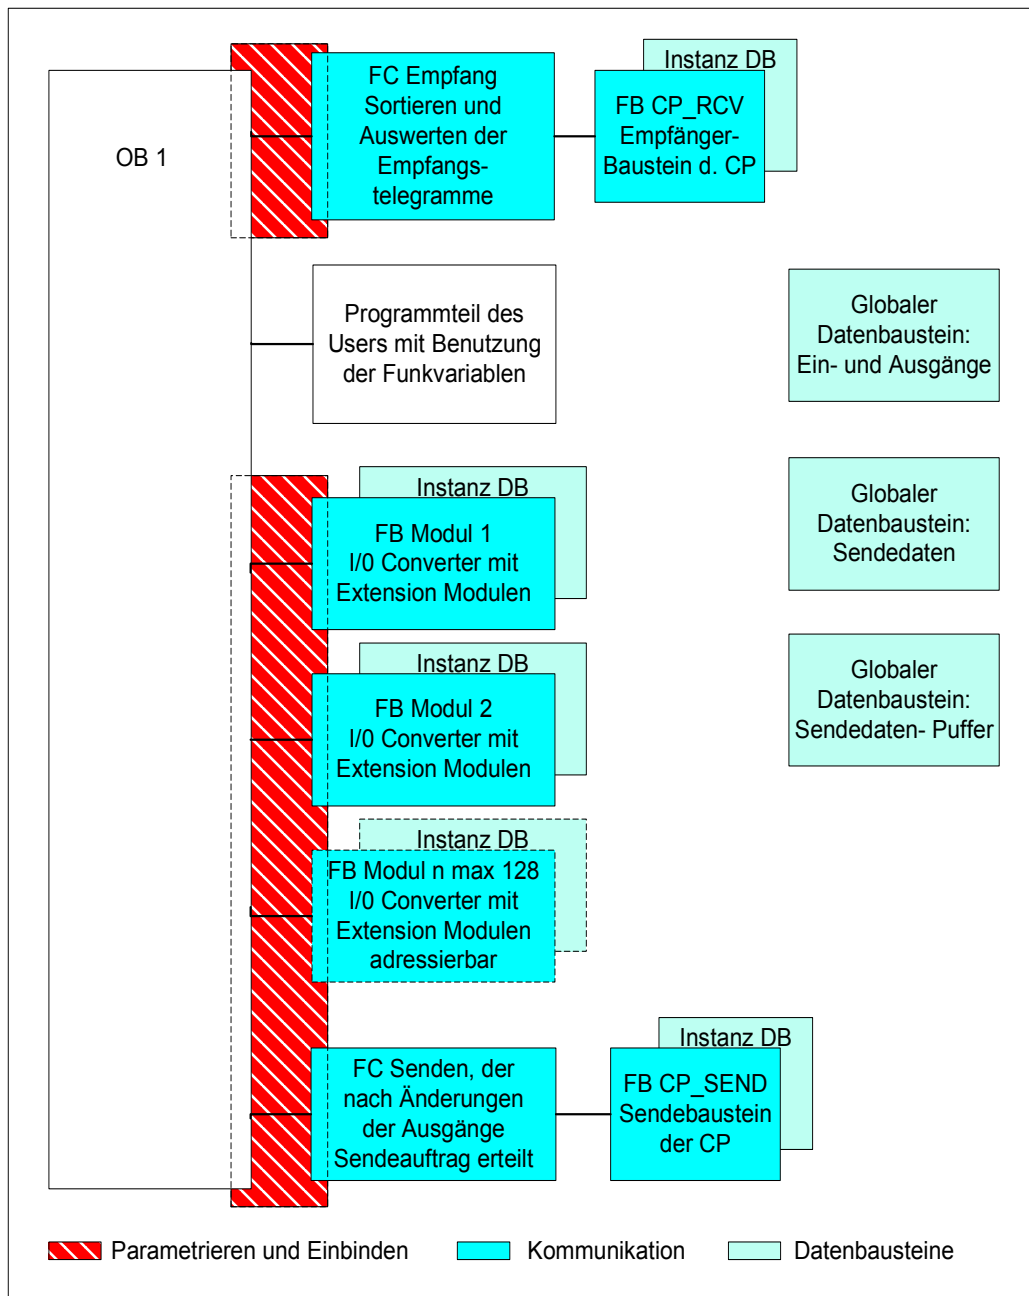 OB 1
FC Empfang
Sortieren und
Auswerten der
Empfangs-
telegramme
Instanz DB
FB CP_RCV
Empfänger-
Baustein d. CP
Programmteil des
Users mit Benutzung
der Funkvariablen
Globaler
Datenbaustein:
Ein- und Ausgänge
Instanz DB
FB Modul 1
I/0 Converter mit
Extension Modulen
Globaler
Datenbaustein:
Sendedaten
Instanz DB
FB Modul 2
I/0 Converter mit
Extension Modulen
Globaler
Datenbaustein:
Sendedaten- Puffer
Instanz DB
FB Modul n max 128
I/0 Converter mit
Extension Modulen
adressierbar
FC Senden, der
nach Änderungen
der Ausgänge
Sendeauftrag erteilt
Instanz DB
FB CP_SEND
Sendebaustein
der CP
Parametrieren und Einbinden
Kommunikation
Datenbausteine